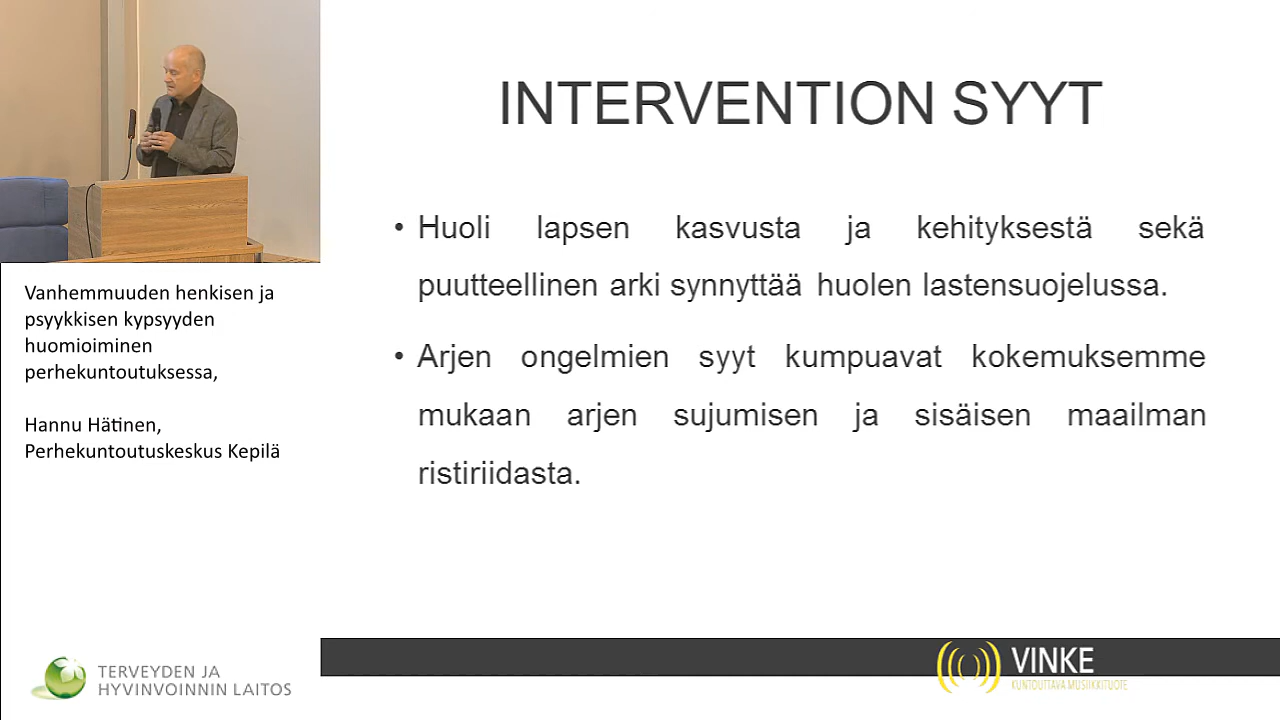 INTERVENTION SYYT
• Huoli lapsen kasvusta ja kehityksestä sekä
puutteellinen arki synnyttää huolen lastensuojelussa.
• Arjen ongelmien syyt kumpuavat kokemuksemme
mukaan arjen sujumisen ja sisäisen maailman
ristiriidasta.
Vanhemmuuden henkisen ja
psyykkisen kypsyyden
huomioiminen
perhekuntoutuksessa,
Hannu Hätinen,
Perhekuntoutuskeskus Kepilä
TERVEYDEN JA
HYVINVOINNIN LAITOS
VINKE
KUNTOUTTAVA MUSIIKKITUOTE